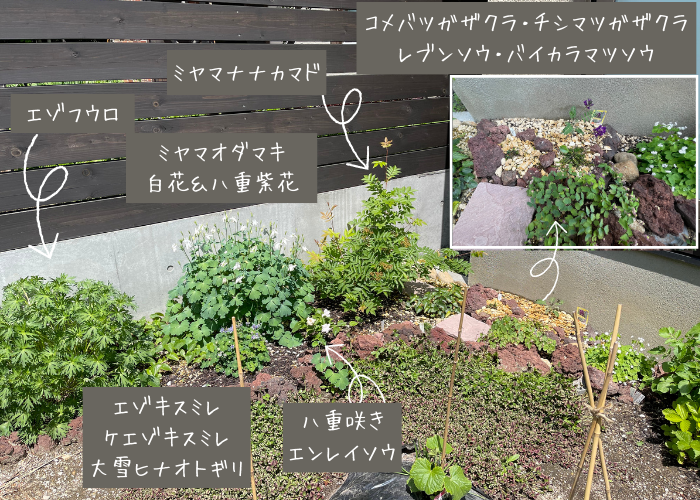 コメバツガザクラ・チシマツガザクラ
レブンソウ・バイカラマツソウ
ミヤマナナカマド
エゾフウロ
ミヤマオダマキ
白花&八重紫花
エゾキスミレ
ケエゾキスミレ
大雪ヒナオトギリ
八重咲き
エンレイソウ